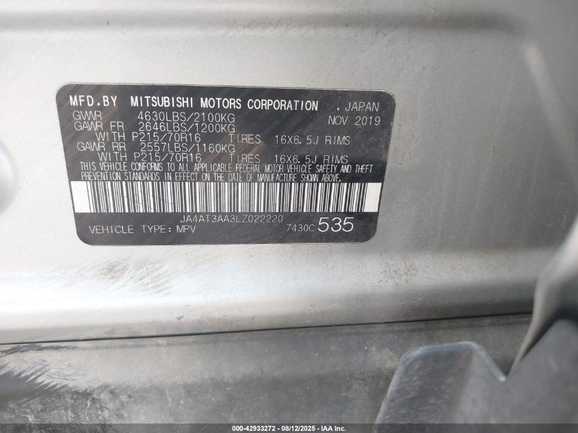 MFD.BY MITSUBISHI MOTORS CORPORATION , JAPAN
GVWR 4630LBS/2100KG NOV 2019
GAWR FR 2646LBS/1200KG
WITH P215/70R16 TIRES 16X6.5J RIMS
GAWR RR 2557LBS/1160KG
WITH P215/70R16 TIRES 16X6.5J RIMS
THIS VEHICLE CONFORMS TO ALL APPLICABLE FEDERAL MOTOR VEHICLE SAFETY AND THEFT
PREVENTION STANDARDS IN EFFECT ON THE DATE OF MANUFACTURE SHOWN ABOVE.
JA4AT3AA3LZ022220
VEHICLE TYPE: MPV 7430C 535
000-42933272 - 08/12/2025 - www.iaai.com